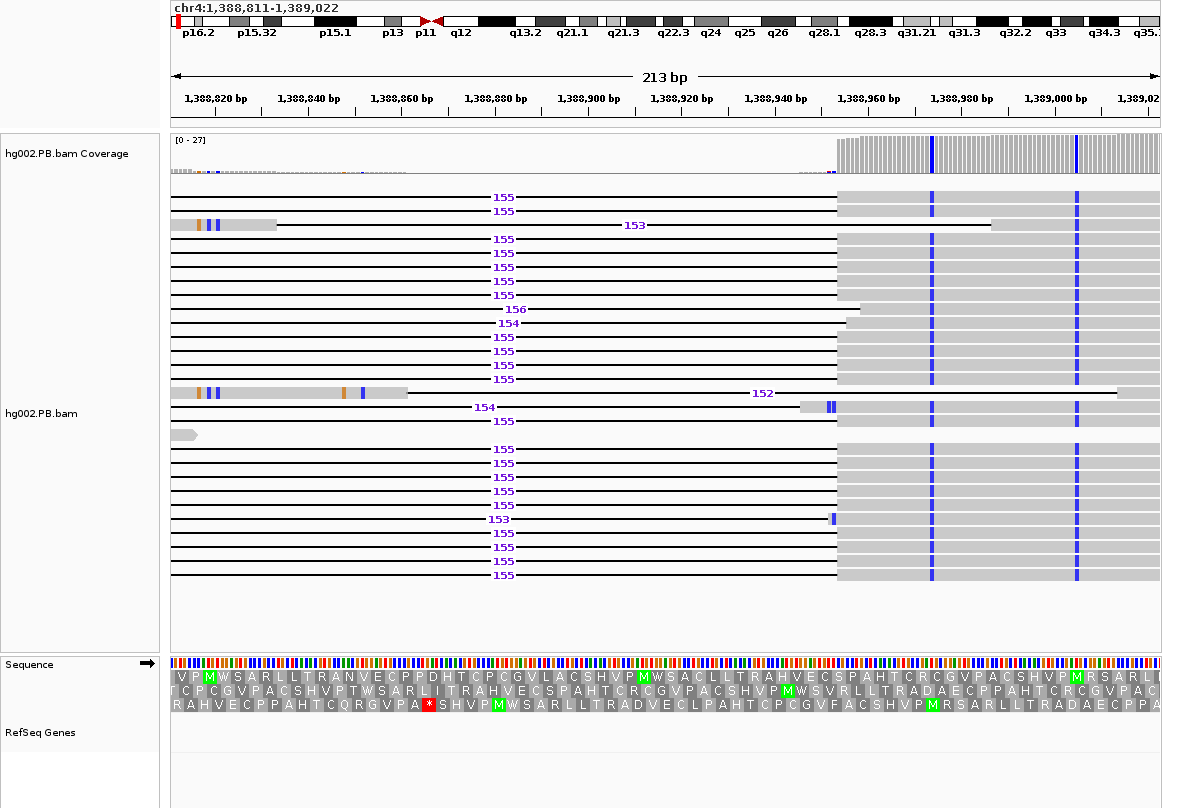 chr4:1,388,811-1,389,022
p16.2 p15.32 p15.1 p13 p11 q12 q13.2 q21.1 q21.3 q22.3 q24 q25 q26 q28.1 q28.3 q31.21 q31.3 q32.2 q33 q34.3 q35.
213 bp
1,388,820 bp 1,388,840 bp 1,388,860 bp 1,388,880 bp 1,388,900 bp 1,388,920 bp 1,388,940 bp 1,388,960 bp 1,388,980 bp 1,389,000 bp 1,389,02
[0 - 27]
hg002.PB.bam Coverage
155
155
153
155
155
155
155
155
156
154
155
155
155
155
152
154
hg002.PB.bam
155
155
155
155
155
155
153
155
155
155
155
Sequence
V P M W S A R L L T R A N V E C P P D H T C P C G V L A C S H V P M W S A C L L T R A H V E C S P A H T C R C G V P A C S H V P M R S A R L
T C P C G V P A C S H V P T W S A R L I T R A H V E C S P A H T C R C G V P A C S H V P M W S V R L L T R A D A E C P P A H T C R C G V P A C
R A H V E C P P A H T C Q R G V P A * S H V P M W S A R L L T R A D V E C L P A H T C P C G V F A C S H V P M R S A R L L T R A D A E C P P A
RefSeq Genes